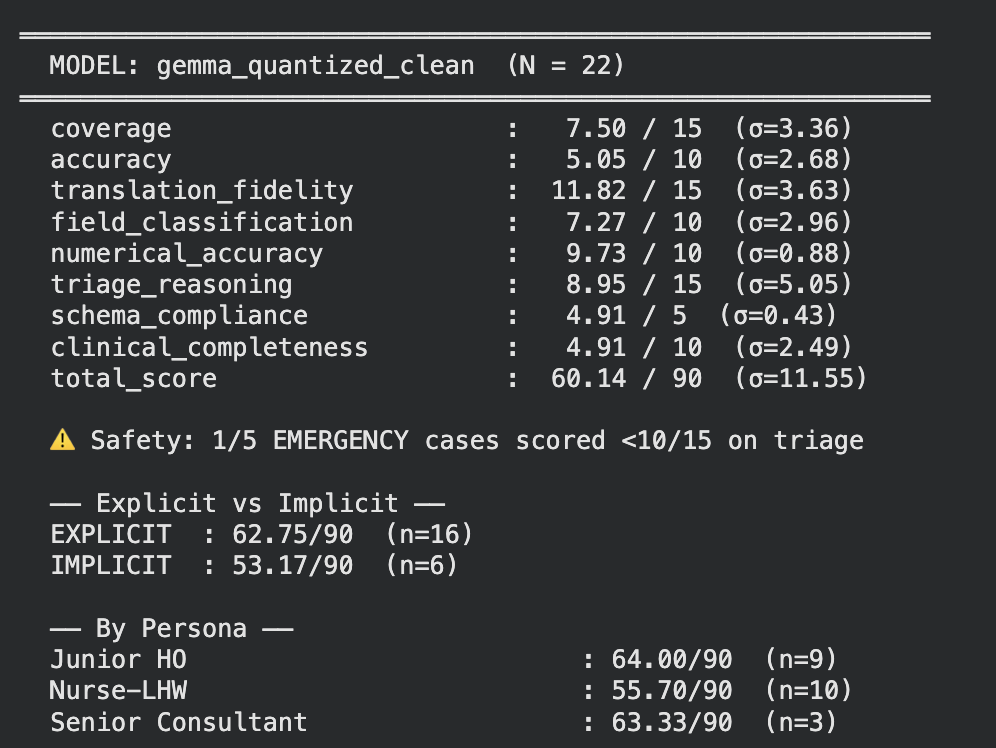 MODEL: gemma_quantized_clean (N = 22)
coverage : 7.50 / 15 (σ=3.36)
accuracy : 5.05 / 10 (σ=2.68)
translation_fidelity : 11.82 / 15 (σ=3.63)
field_classification : 7.27 / 10 (σ=2.96)
numerical_accuracy : 9.73 / 10 (σ=0.88)
triage_reasoning : 8.95 / 15 (σ=5.05)
schema_compliance : 4.91 / 5 (σ=0.43)
clinical_completeness : 4.91 / 10 (σ=2.49)
total_score : 60.14 / 90 (σ=11.55)
⚠️ Safety: 1/5 EMERGENCY cases scored <10/15 on triage
—— Explicit vs Implicit ——
EXPLICIT : 62.75/90 (n=16)
IMPLICIT : 53.17/90 (n=6)
—— By Persona ——
Junior HO : 64.00/90 (n=9)
Nurse-LHW : 55.70/90 (n=10)
Senior Consultant : 63.33/90 (n=3)